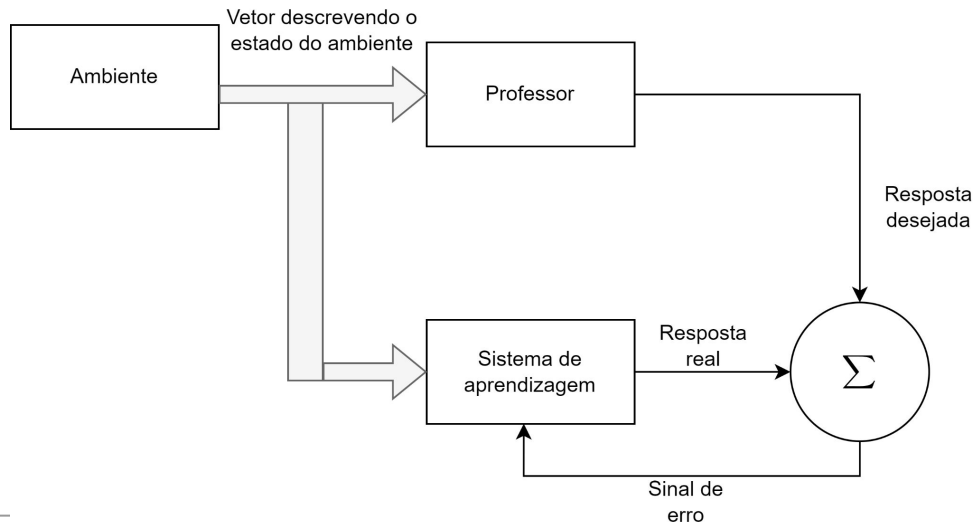 Vetor descrevendo o
estado do ambiente
Ambiente
Professor
Resposta
desejada
Resposta
real
Sistema de
aprendizagem
Σ
Sinal de
erro